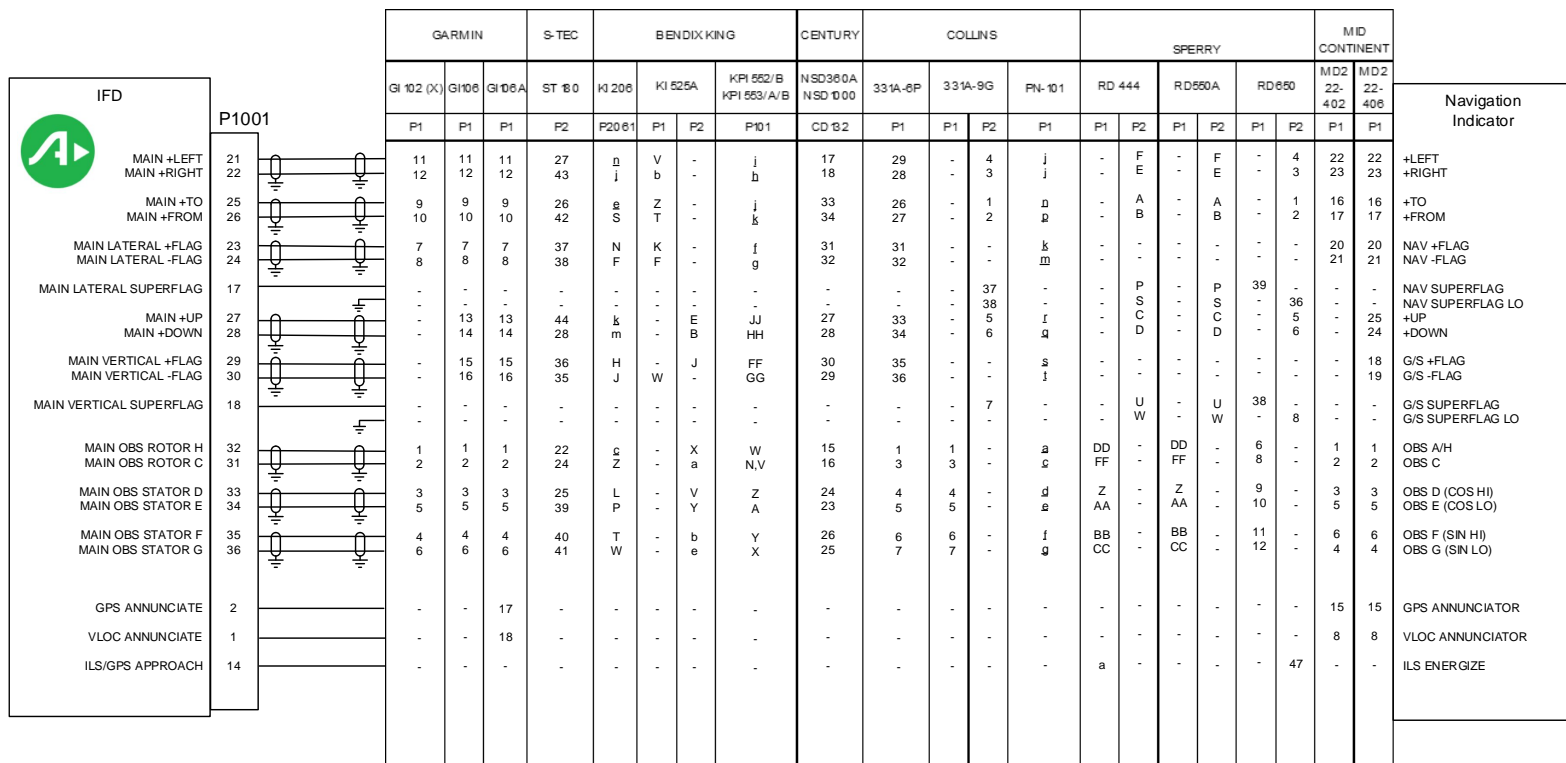 GARMIN S-TEC BENDIX KING CENTURY COLLINS SPERRY MID CONTINENT
IFD
GI 102 (X) GI106 GI106A ST 180 KI 206 KI 525A KPI 552/B KPI 553/A/B NSD360A NSD1000 331A-6P 331A-9G PN-101 RD 444 RD550A RD650 MD2 22-402 MD2 22-406
Navigation Indicator
P1001
P1 P1 P1 P2 P2061 P1 P2 P101 CD132 P1 P1 P2 P1 P1 P2 P1 P2 P1 P2 P1 P1
MAIN +LEFT 21 11 11 11 27 n V - i 17 29 - 4 i - F - F - 4 22 22 +LEFT
MAIN +RIGHT 22 12 12 12 43 j b - h 18 28 - 3 j - E - E - 3 23 23 +RIGHT
MAIN +TO 25 9 9 9 26 e Z - j 33 26 - 1 n - A - A - 1 16 16 +TO
MAIN +FROM 26 10 10 10 42 S T - k 34 27 - 2 p - B - B - 2 17 17 +FROM
MAIN LATERAL +FLAG 23 7 7 7 37 N K - f 31 31 - - k - - - - - - 20 20 NAV +FLAG
MAIN LATERAL -FLAG 24 8 8 8 38 F F - g 32 32 - - m - - - - - - 21 21 NAV -FLAG
MAIN LATERAL SUPERFLAG 17 - - - - - - - - - - - 37 - - P - P 39 - - - NAV SUPERFLAG
- - - - - - - - - - - 38 - - S - S - 36 - - NAV SUPERFLAG LO
MAIN +UP 27 - 13 13 44 k - E JJ 27 33 - 5 r - C - C - 5 - 25 +UP
MAIN +DOWN 28 - 14 14 28 m - B HH 28 34 - 6 q - D - D - 6 - 24 +DOWN
MAIN VERTICAL +FLAG 29 - 15 15 36 H - J FF 30 35 - - s - - - - - - - 18 G/S +FLAG
MAIN VERTICAL -FLAG 30 - 16 16 35 J W - GG 29 36 - - t - - - - - - - 19 G/S -FLAG
MAIN VERTICAL SUPERFLAG 18 - - - - - - - - - - - 7 - - U - U 38 - - - G/S SUPERFLAG
- - - - - - - - - - - - - - W - W - 8 - - G/S SUPERFLAG LO
MAIN OBS ROTOR H 32 1 1 1 22 c - X W 15 1 1 - a DD - DD - 6 - 1 1 OBS A/H
MAIN OBS ROTOR C 31 2 2 2 24 Z - a N,V 16 3 3 - c FF - FF - 8 - 2 2 OBS C
MAIN OBS STATOR D 33 3 3 3 25 L - V Z 24 4 4 - d Z - Z - 9 - 3 3 OBS D (COS HI)
MAIN OBS STATOR E 34 5 5 5 39 P - Y A 23 5 5 - e AA - AA - 10 - 5 5 OBS E (COS LO)
MAIN OBS STATOR F 35 4 4 4 40 T - b Y 26 6 6 - f BB - BB - 11 - 6 6 OBS F (SIN HI)
MAIN OBS STATOR G 36 6 6 6 41 W - e X 25 7 7 - g CC - CC - 12 - 4 4 OBS G (SIN LO)
GPS ANNUNCIATE 2 - - 17 - - - - - - - - - - - - - - - - 15 15 GPS ANNUNCIATOR
VLOC ANNUNCIATE 1 - - 18 - - - - - - - - - - - - - - - - 8 8 VLOC ANNUNCIATOR
ILS/GPS APPROACH 14 - - - - - - - - - - - - - a - - - - 47 - - ILS ENERGIZE